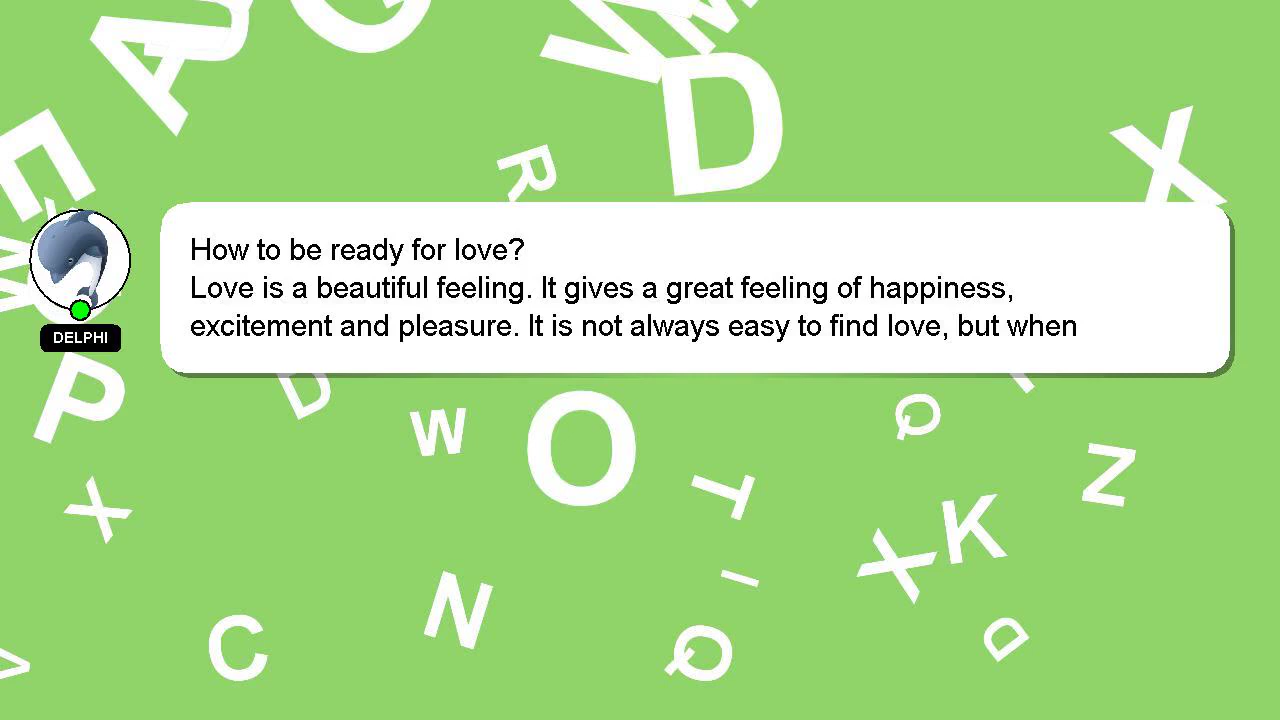 How to be ready for love?
Love is a beautiful feeling. It gives a great feeling of happiness,
excitement and pleasure. It is not always easy to find love, but when
DELPHI
A
G
W
M
D
E
R
X
W
P
D
W
O
Q
Z
X
T
K
X
I
N
C
Q
D
V